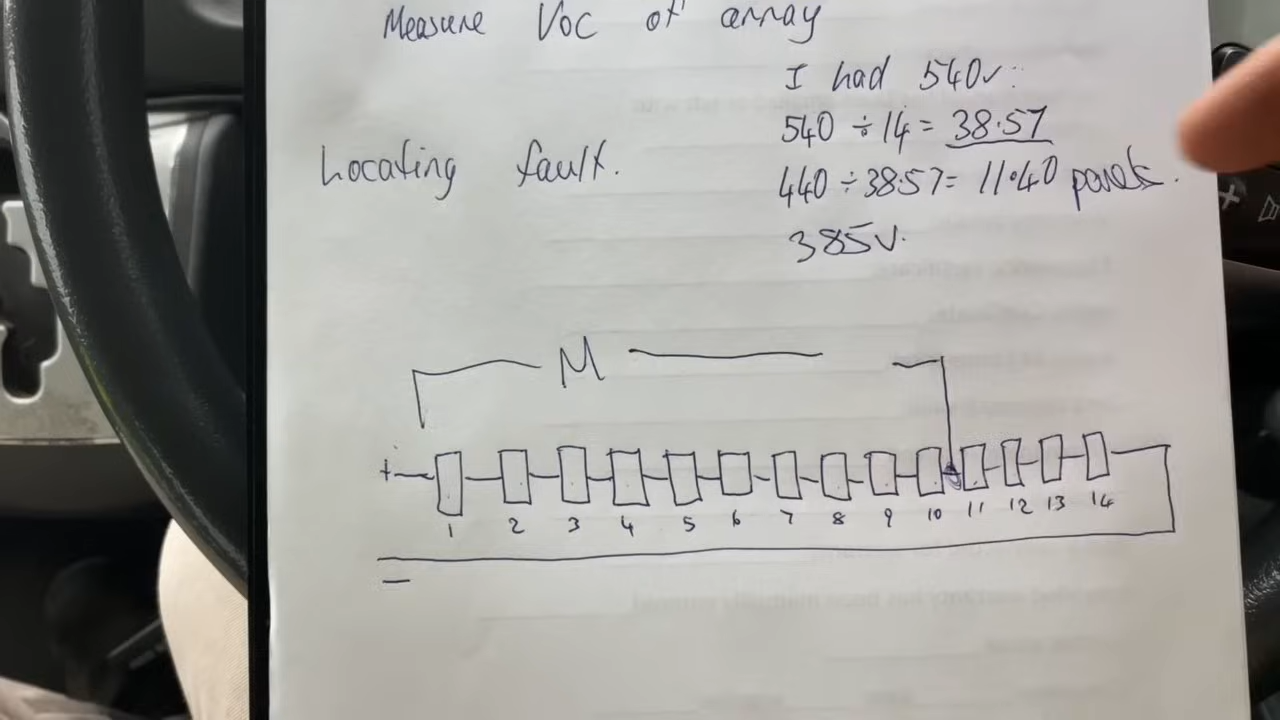 Measure Voc of array
I had 540v.
540 ÷ 14 = 38.57
Locating fault.
440 ÷ 38.57 = 11.40 panels.
385v.
M
+
1 2 3 4 5 6 7 8 9 10 11 12 13 14
−